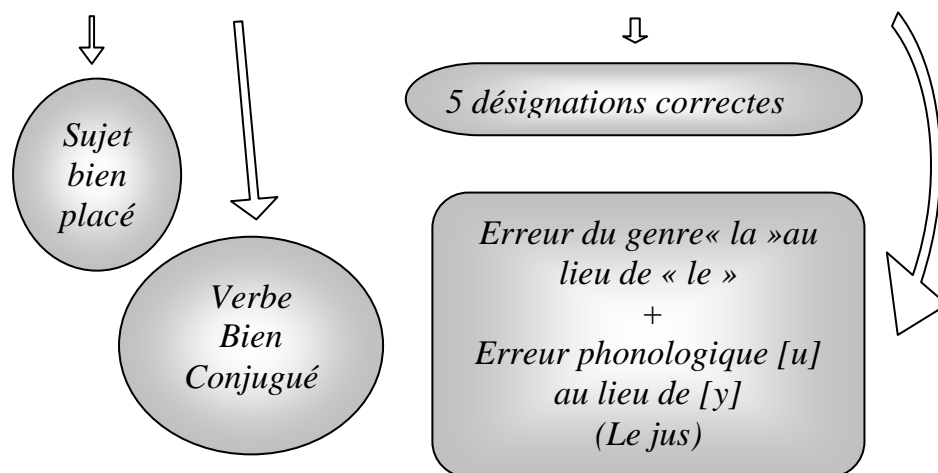 Sujet
bien
placé
Verbe
Bien
Conjugué
5 désignations correctes
Erreur du genre« la »au
lieu de « le »
+
Erreur phonologique [u]
au lieu de [y]
(Le jus)